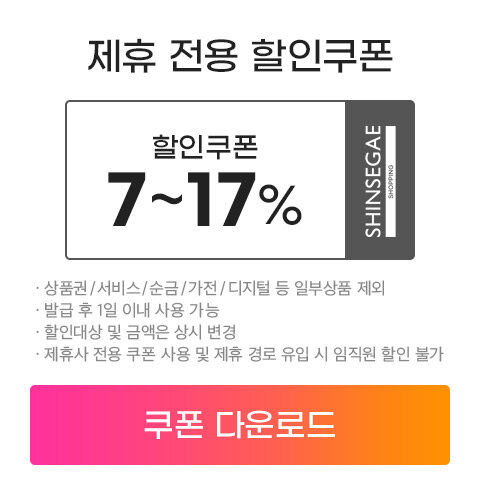 제휴 전용 할인쿠폰
할인쿠폰
7~17%
SHINSEGAE
SHOPPING
· 상품권/서비스/순금/가전/디지털 등 일부상품 제외
· 발급 후 1일 이내 사용 가능
· 할인대상 및 금액은 상시 변경
· 제휴사 전용 쿠폰 사용 및 제휴 경로 유입 시 임직원 할인 불가
쿠폰 다운로드